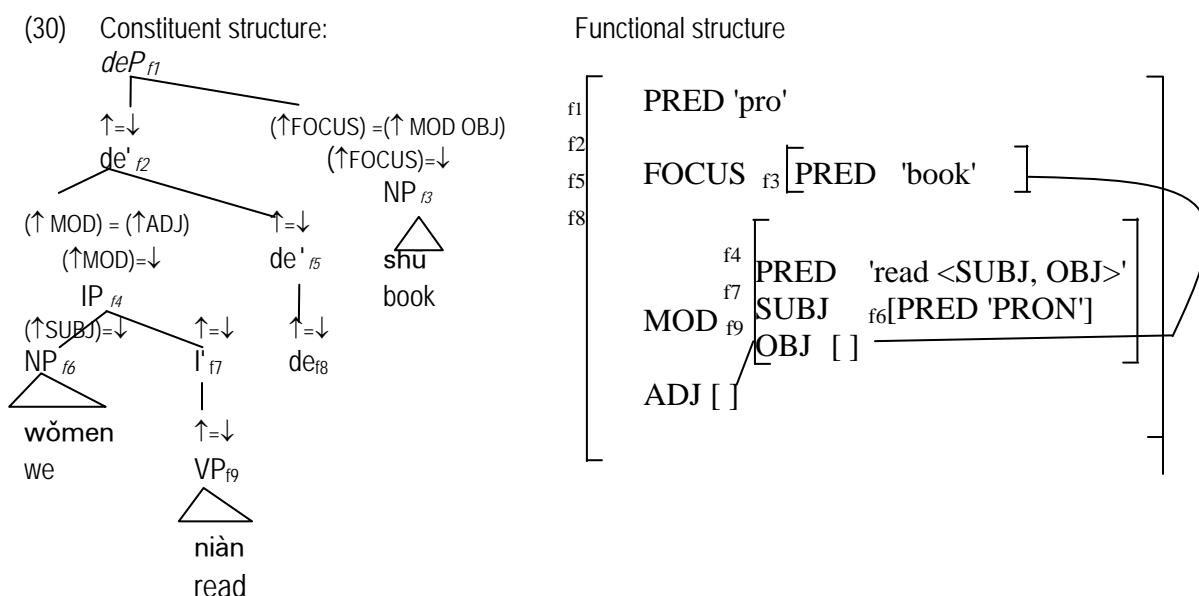 (30) Constituent structure: Functional structure
deP f1
↑=↓ (↑FOCUS) =(↑ MOD OBJ)
de' f2 (↑FOCUS)=↓
NP f3
(↑ MOD) = (↑ADJ) ↑=↓
(↑MOD)=↓ de' f5 shū
IP f4 book
(↑SUBJ)=↓ ↑=↓ ↑=↓
NP f6 I' f7 de f8
wǒmen ↑=↓
we VP f9
niàn
read
f1 PRED 'pro'
f2
FOCUS f3 [PRED 'book' ]
f5
f8
f4 PRED 'read <SUBJ, OBJ>'
f7 SUBJ f6[PRED 'PRON']
MOD f9 OBJ [ ]
ADJ [ ]